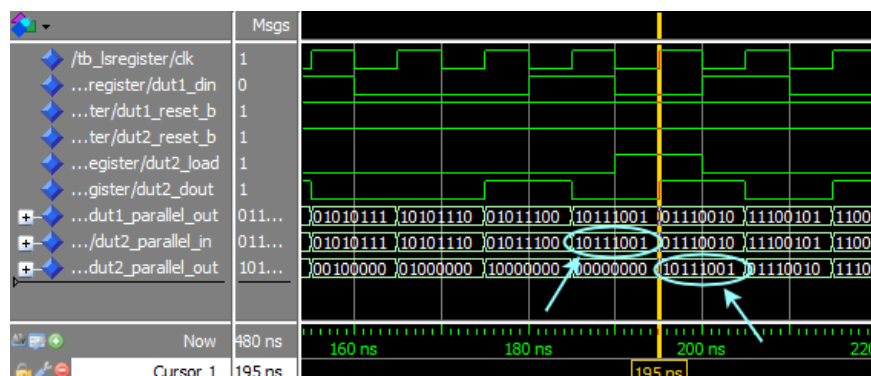 Msgs
/tb_lsregister/clk 1
...register/dut1_din 0
...ter/dut1_reset_b 1
...ter/dut2_reset_b 1
...egister/dut2_load 1
...gister/dut2_dout 1
...dut1_parallel_out 011... 01010111 10101110 01011100 10111001 01110010 11100101 1100
.../dut2_parallel_in 011... 01010111 10101110 01011100 10111001 01110010 11100101 1100
...dut2_parallel_out 101... 00100000 01000000 10000000 00000000 10111001 01110010 1110
Now 480 ns 160 ns 180 ns 200 ns 220
Cursor 1 195 ns 195 ns